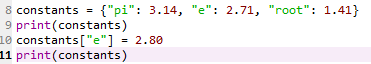 8 constants = {"pi": 3.14, "e": 2.71, "root": 1.41}
9 print(constants)
10 constants["e"] = 2.80
11 print(constants)